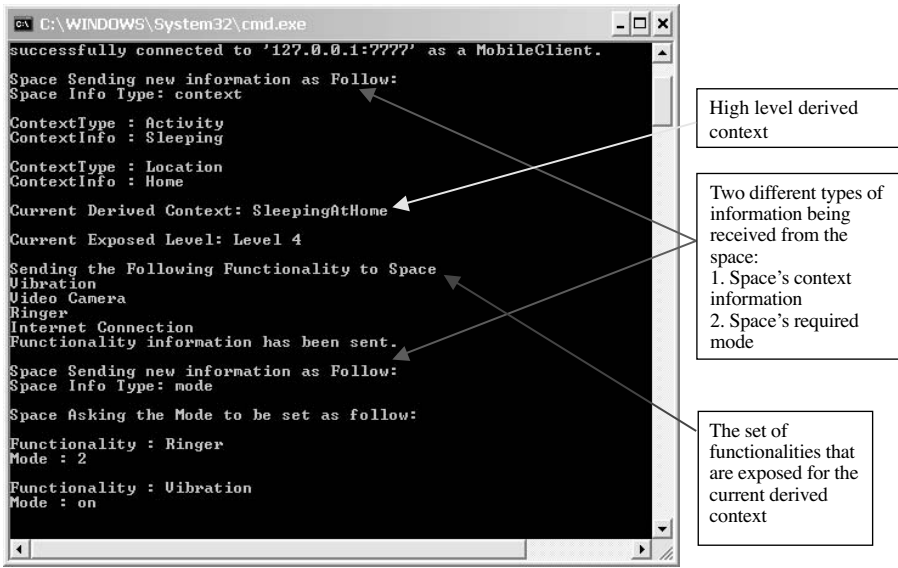 C:\WINDOWS\System32\cmd.exe
successfully connected to '127.0.0.1:7777' as a MobileClient.
Space Sending new information as Follow:
Space Info Type: context
ContextType : Activity
ContextInfo : Sleeping
ContextType : Location
ContextInfo : Home
Current Derived Context: SleepingAtHome
Current Exposed Level: Level 4
Sending the Following Functionality to Space
Vibration
Video Camera
Ringer
Internet Connection
Functionality information has been sent.
Space Sending new information as Follow:
Space Info Type: mode
Space Asking the Mode to be set as follow:
Functionality : Ringer
Mode : 2
Functionality : Vibration
Mode : on
High level derived
context
Two different types of
information being
received from the
space:
1. Space's context
information
2. Space's required
mode
The set of
functionalities that
are exposed for the
current derived
context